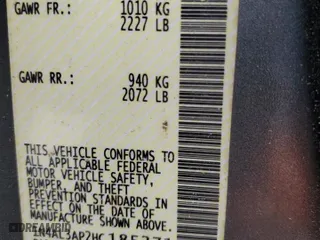 GAWR FR: 1010 KG
2227 LB
GAWR RR: 940 KG
2072 LB
THIS VEHICLE CONFORMS TO
ALL APPLICABLE FEDERAL
MOTOR VEHICLE SAFETY,
BUMPER, AND THEFT
PREVENTION STANDARDS IN
EFFECT ON THE DATE OF
MANUFACTURE SHOWN ABOVE.
DREAMBID